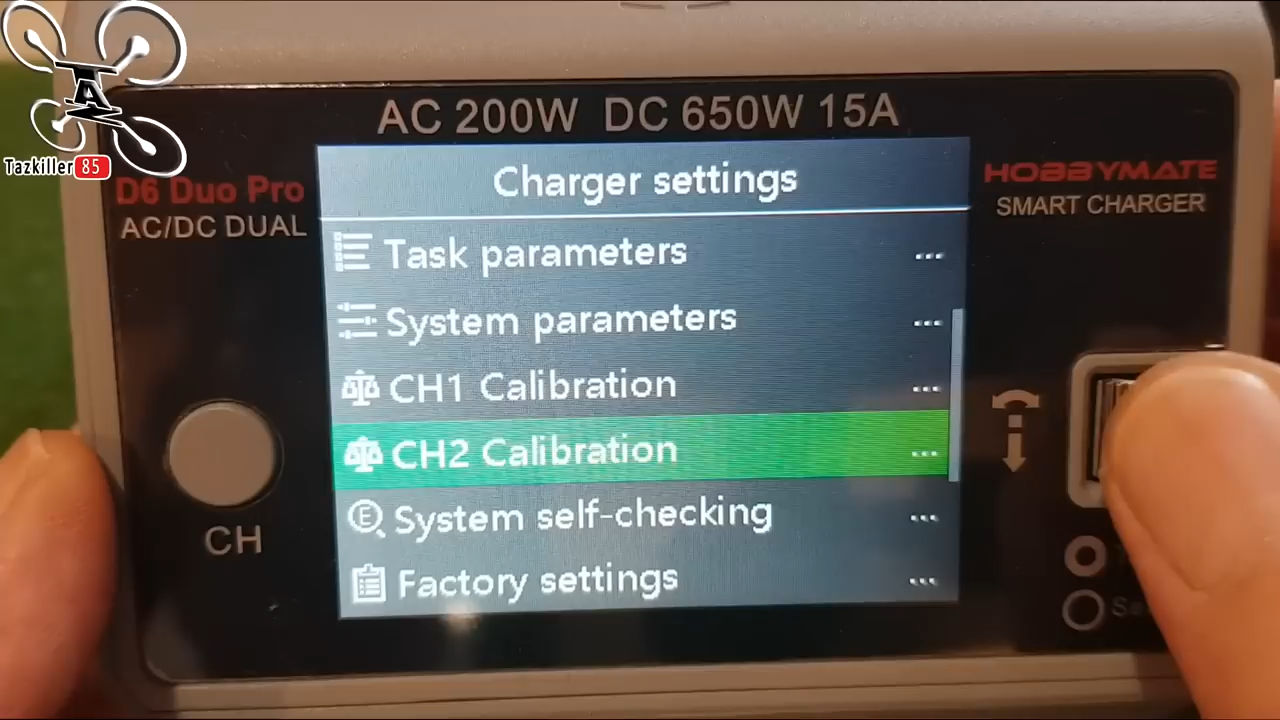 AC 200W DC 650W 15A
Tazkiller 85
D6 Duo Pro
AC/DC DUAL
HOBBYMATE
SMART CHARGER
Charger settings
Task parameters ...
System parameters ...
CH1 Calibration ...
CH2 Calibration ...
System self-checking ...
Factory settings ...
CH